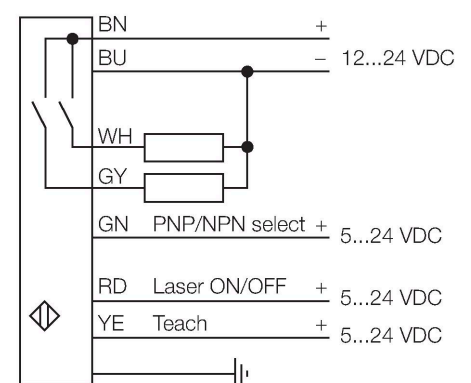 BN +
BU − 12...24 VDC
WH
GY
GN PNP/NPN select + 5...24 VDC
RD Laser ON/OFF + 5...24 VDC
YE Teach + 5...24 VDC